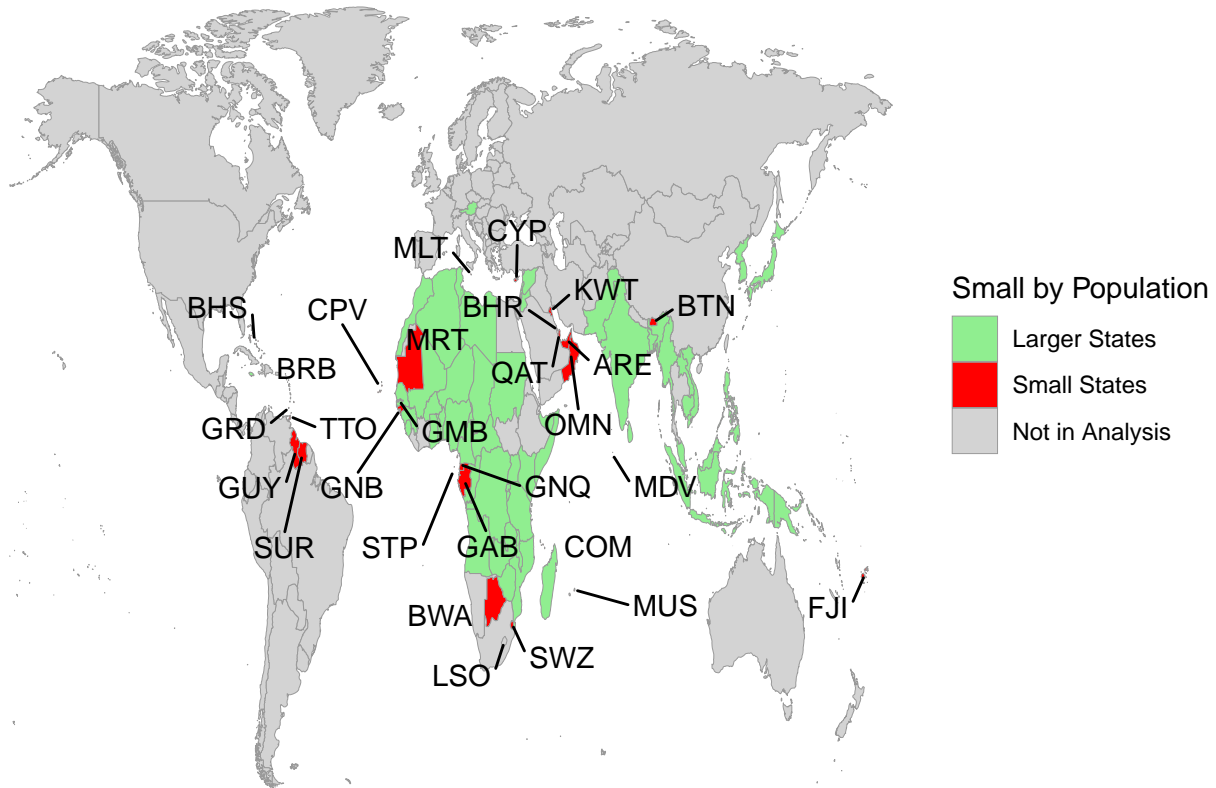 CYP
MLT
KWT
BHS
CPV
BHR
BTN
MRT
BRB
QAT
ARE
GRD
TTO
GMB
OMN
GUY
GNB
GNQ
MDV
SUR
STP
GAB
COM
BWA
MUS
FJI
LSO
SWZ
Small by Population
Larger States
Small States
Not in Analysis